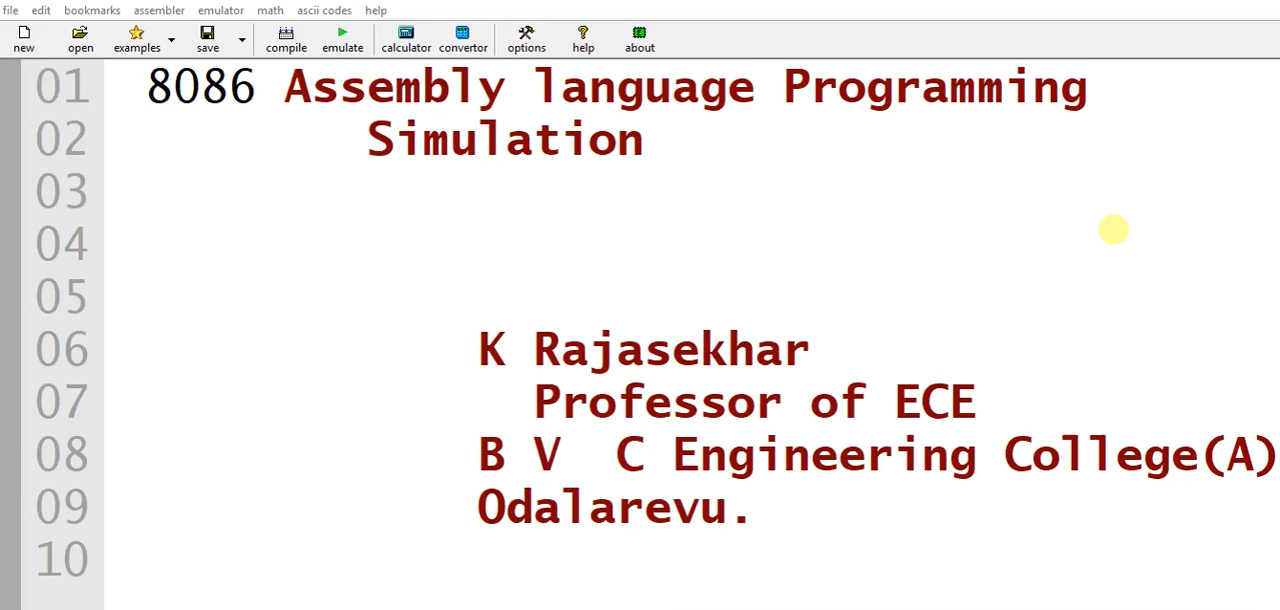 file edit bookmarks assembler emulator math ascii codes help
new open examples save compile emulate calculator convertor options help about
01 8086 Assembly language Programming
02 Simulation
03
04
05
06 K Rajasekhar
07 Professor of ECE
08 B V C Engineering College(A)
09 Odalarevu.
10